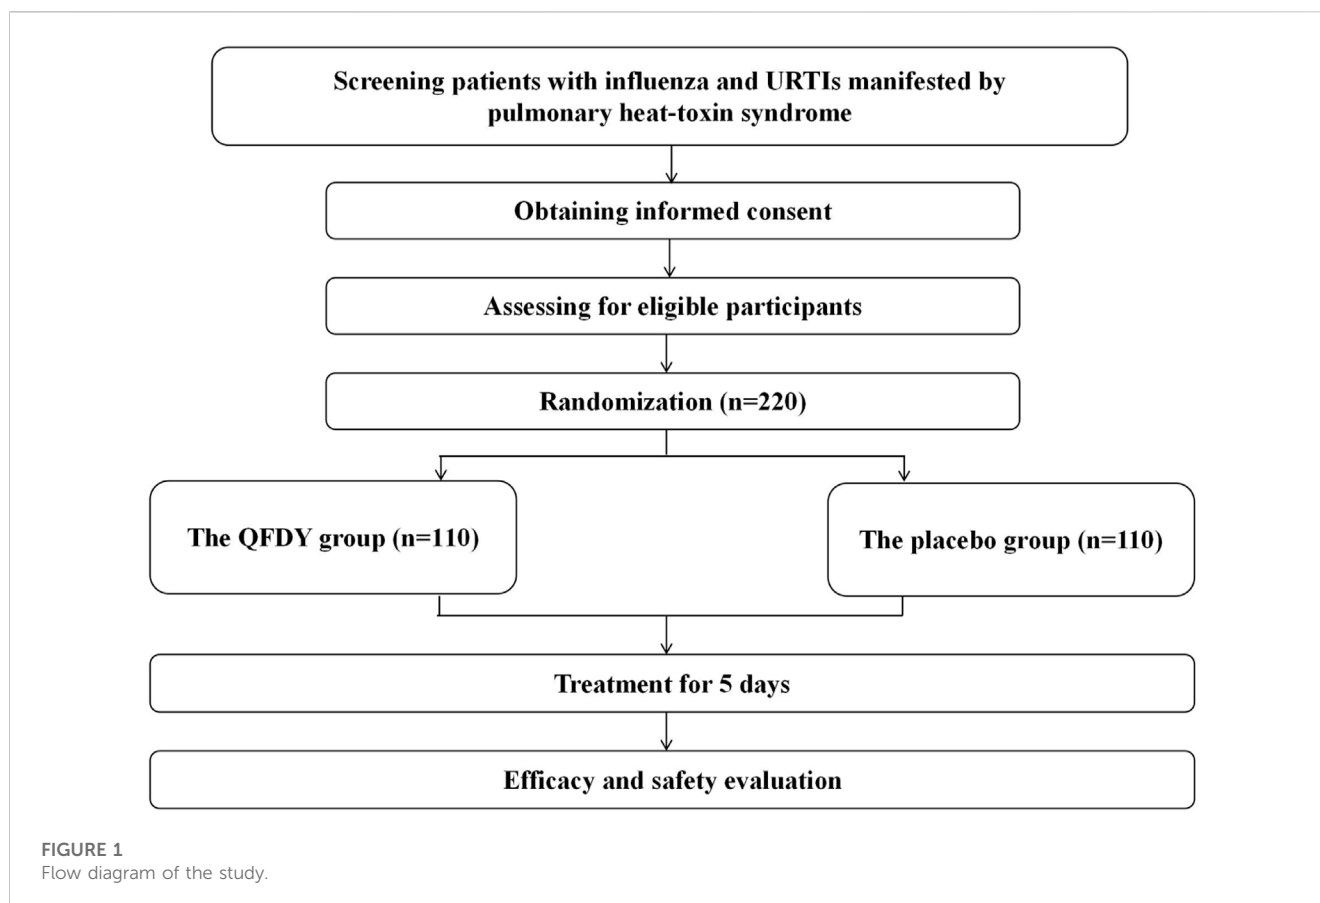 Screening patients with influenza and URTIs manifested by
pulmonary heat-toxin syndrome
Obtaining informed consent
Assessing for eligible participants
Randomization (n=220)
The QFDY group (n=110)
The placebo group (n=110)
Treatment for 5 days
Efficacy and safety evaluation
FIGURE 1
Flow diagram of the study.